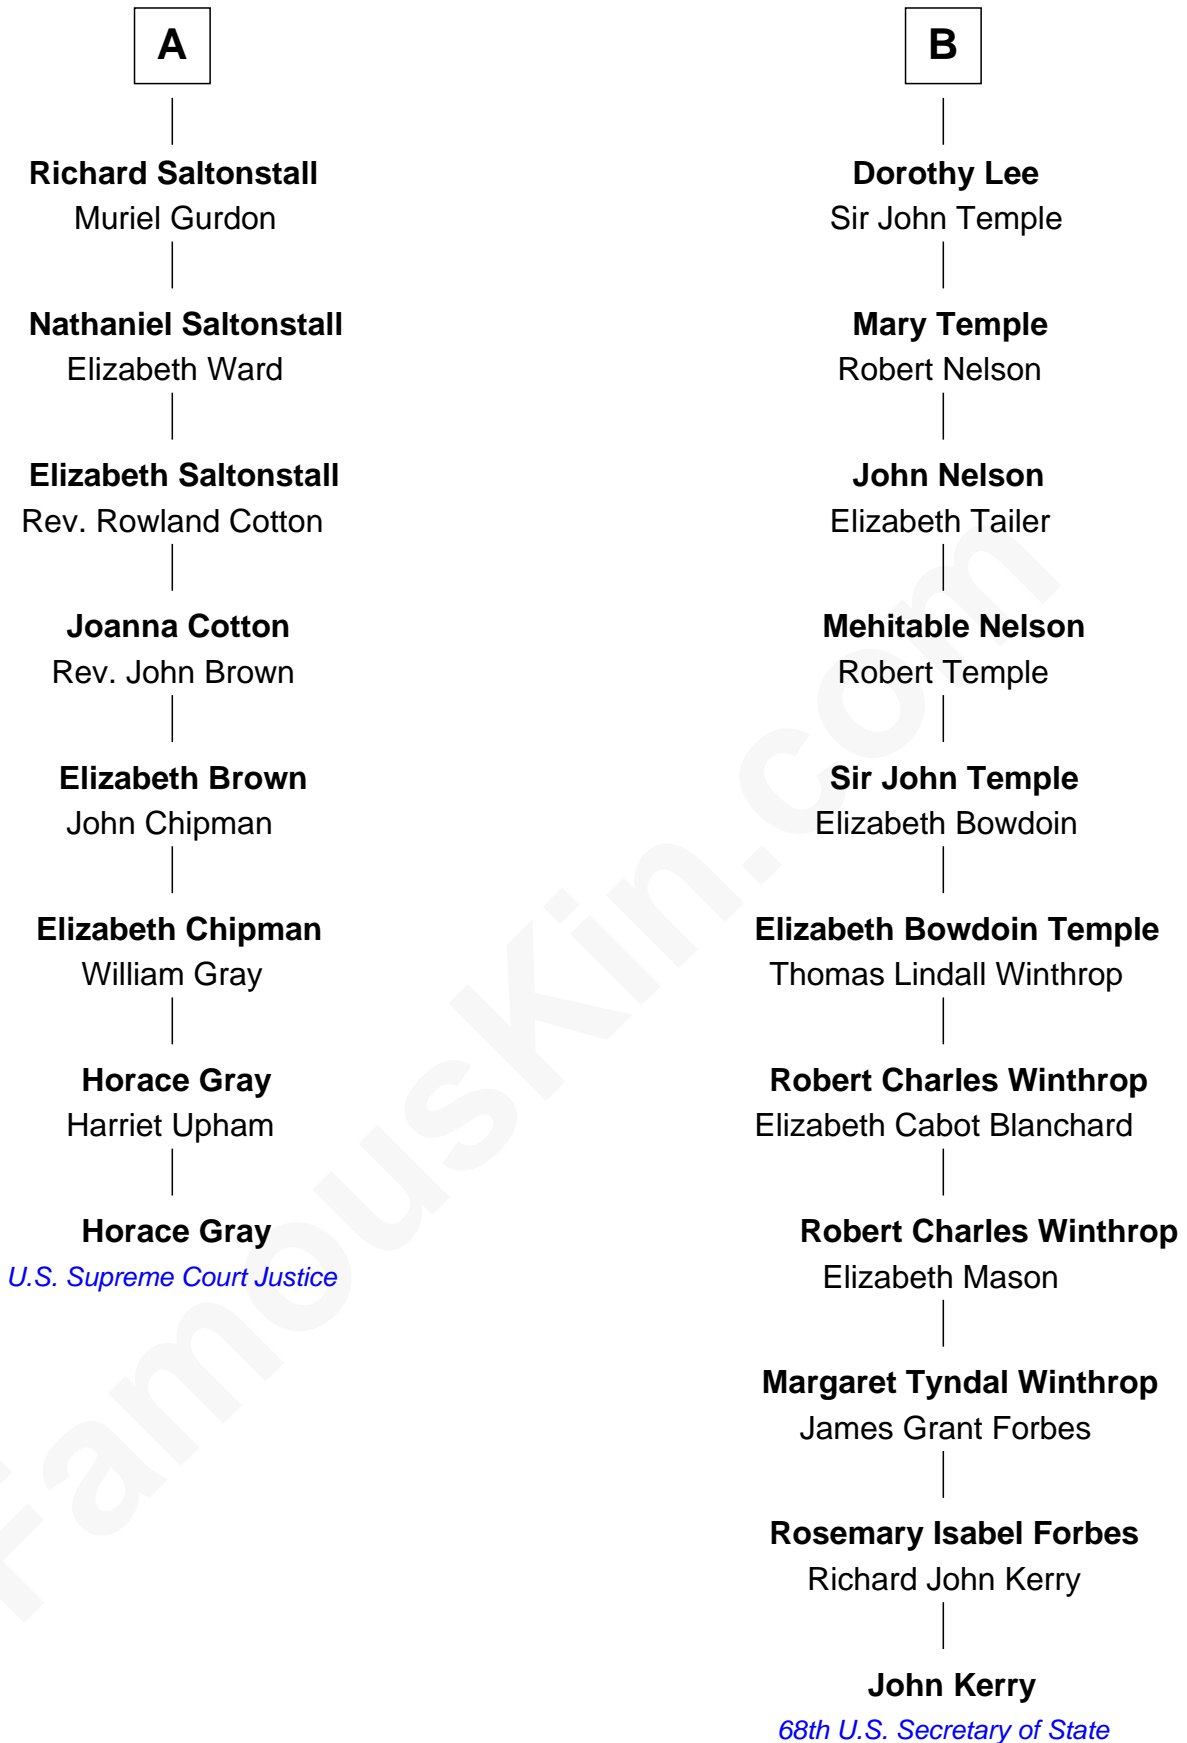 A
Richard Saltonstall
Muriel Gurdon
Nathaniel Saltonstall
Elizabeth Ward
Elizabeth Saltonstall
Rev. Rowland Cotton
Joanna Cotton
Rev. John Brown
Elizabeth Brown
John Chipman
Elizabeth Chipman
William Gray
Horace Gray
Harriet Upham
Horace Gray
U.S. Supreme Court Justice
B
Dorothy Lee
Sir John Temple
Mary Temple
Robert Nelson
John Nelson
Elizabeth Tailer
Mehitable Nelson
Robert Temple
Sir John Temple
Elizabeth Bowdoin
Elizabeth Bowdoin Temple
Thomas Lindall Winthrop
Robert Charles Winthrop
Elizabeth Cabot Blanchard
Robert Charles Winthrop
Elizabeth Mason
Margaret Tyndal Winthrop
James Grant Forbes
Rosemary Isabel Forbes
Richard John Kerry
John Kerry
68th U.S. Secretary of State
FamousKin.com